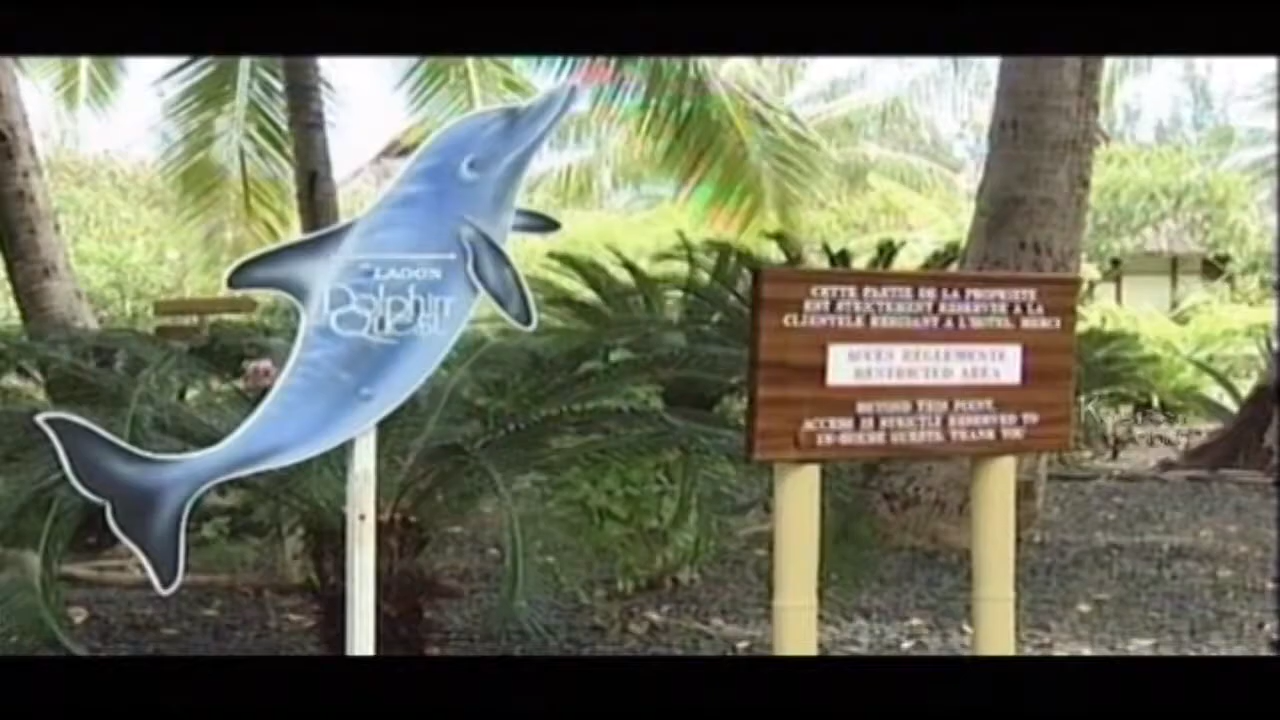 LAGON
Dolphin
Quest
CETTE PARTIE DE LA PROPRIETE
EST STRICTEMENT RESERVEE A LA
CLIENTELE RESIDANT A L'HOTEL. MERCI
ACCES REGLEMENTE
RESTRICTED AREA
BEYOND THIS POINT,
ACCESS IS STRICTLY RESERVED TO
IN-HOUSE GUESTS. THANK YOU